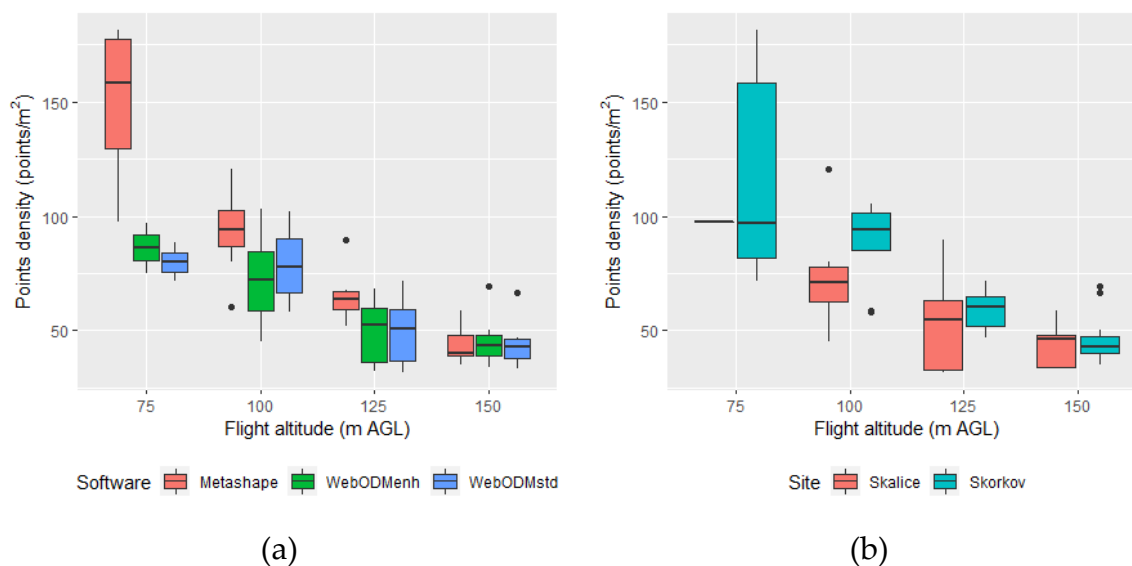 Points density (points/m²)
150
100
50
75 100 125 150
Flight altitude (m AGL)
Software Metashape WebODMenh WebODMstd
(a)
Points density (points/m²)
150
100
50
75 100 125 150
Flight altitude (m AGL)
Site Skalice Skorkov
(b)